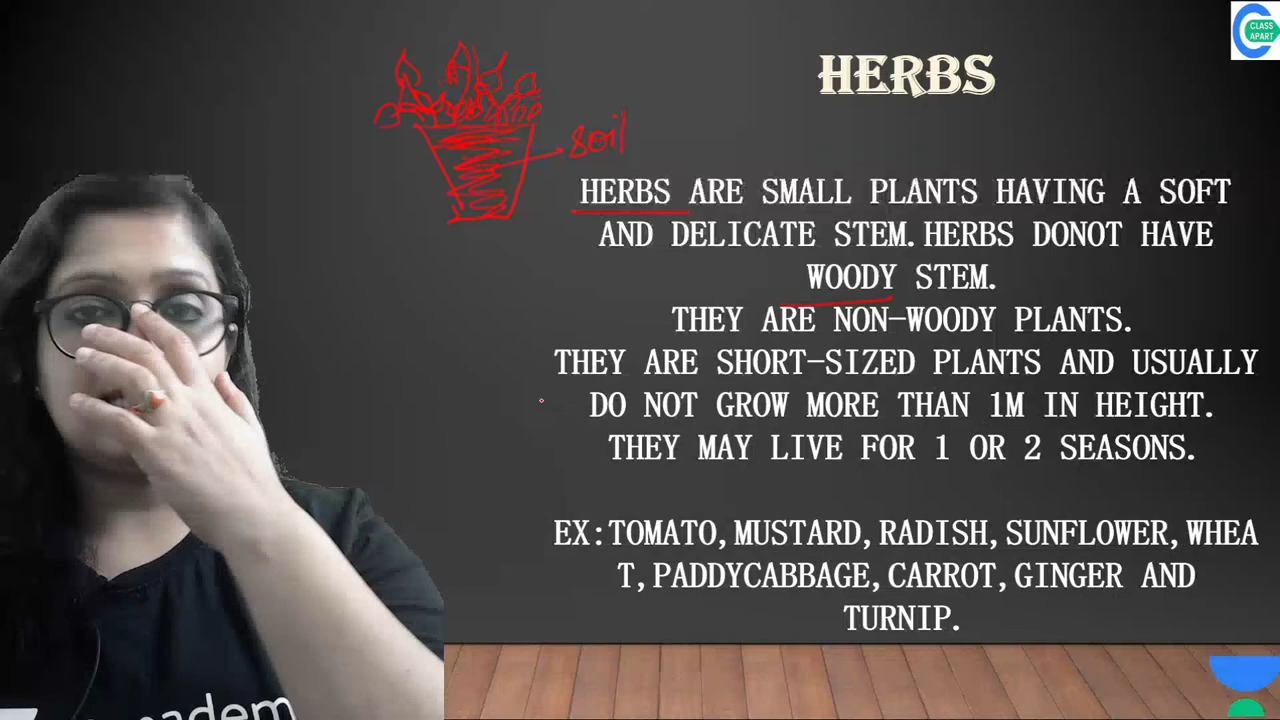 CLASS
APART
HERBS
soil
HERBS ARE SMALL PLANTS HAVING A SOFT
AND DELICATE STEM.HERBS DONOT HAVE
WOODY STEM.
THEY ARE NON-WOODY PLANTS.
THEY ARE SHORT-SIZED PLANTS AND USUALLY
DO NOT GROW MORE THAN 1M IN HEIGHT.
THEY MAY LIVE FOR 1 OR 2 SEASONS.
EX:TOMATO,MUSTARD,RADISH,SUNFLOWER,WHEA
T,PADDYCABBAGE,CARROT,GINGER AND
TURNIP.